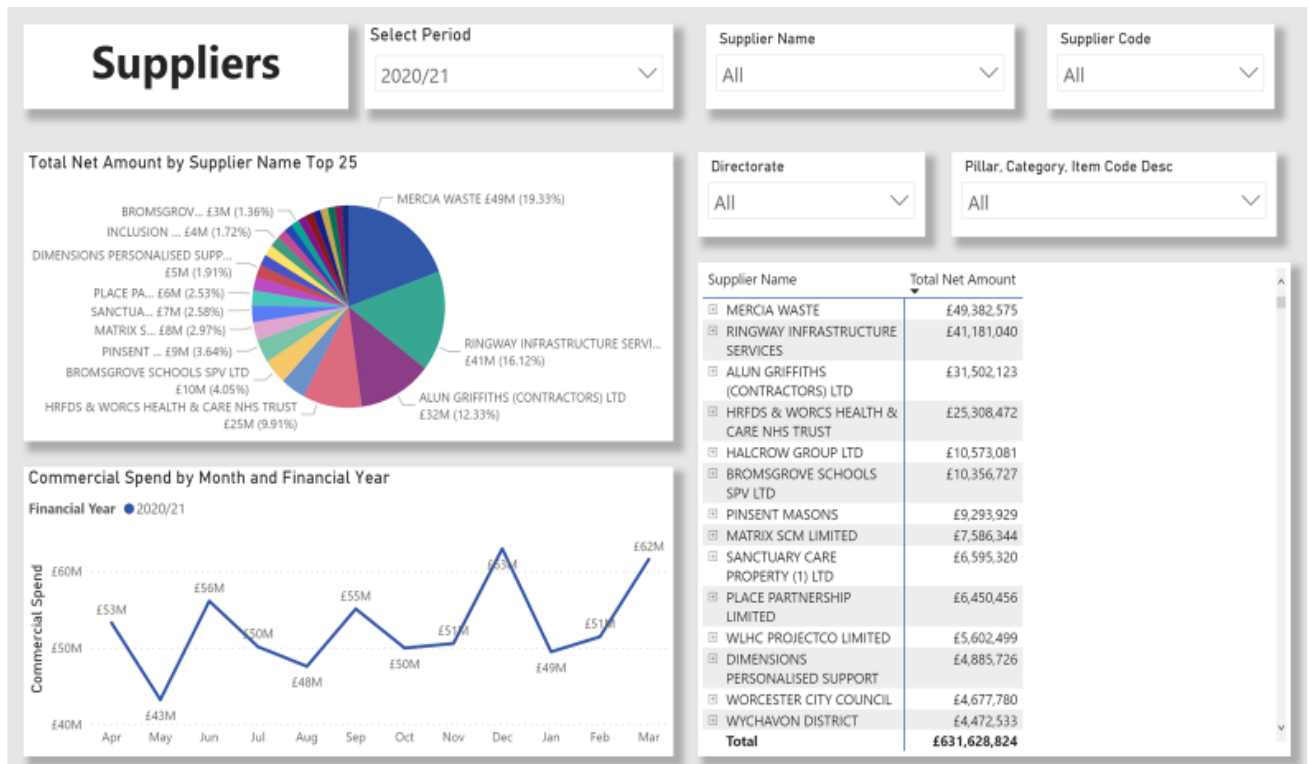 Suppliers
Select Period
2020/21
Supplier Name
All
Supplier Code
All
Total Net Amount by Supplier Name Top 25
MERCIA WASTE £49M (19.33%)
BROMSGROV... £3M (1.36%)
INCLUSION ... £4M (1.72%)
DIMENSIONS PERSONALISED SUPP...
£5M (1.91%)
PLACE PA... £6M (2.53%)
SANCTUA... £7M (2.58%)
MATRIX S... £8M (2.97%)
PINSENT ... £9M (3.64%)
BROMSGROVE SCHOOLS SPV LTD
£10M (4.05%)
HRFDS & WORCS HEALTH & CARE NHS TRUST
£25M (9.91%)
RINGWAY INFRASTRUCTURE SERVI...
£41M (16.12%)
ALUN GRIFFITHS (CONTRACTORS) LTD
£32M (12.33%)
Directorate
All
Pillar, Category, Item Code Desc
All
Commercial Spend by Month and Financial Year
Financial Year 2020/21
Commercial Spend
£60M
£50M
£40M
£53M
£43M
£56M
£50M
£48M
£55M
£50M
£51M
£63M
£49M
£51M
£62M
Apr May Jun Jul Aug Sep Oct Nov Dec Jan Feb Mar
Supplier Name Total Net Amount
MERCIA WASTE £49,382,575
RINGWAY INFRASTRUCTURE £41,181,040
SERVICES
ALUN GRIFFITHS £31,502,123
(CONTRACTORS) LTD
HRFDS & WORCS HEALTH & £25,308,472
CARE NHS TRUST
HALCROW GROUP LTD £10,573,081
BROMSGROVE SCHOOLS £10,356,727
SPV LTD
PINSENT MASONS £9,293,929
MATRIX SCM LIMITED £7,586,344
SANCTUARY CARE £6,595,320
PROPERTY (1) LTD
PLACE PARTNERSHIP £6,450,456
LIMITED
WLHC PROJECTCO LIMITED £5,602,499
DIMENSIONS £4,885,726
PERSONALISED SUPPORT
WORCESTER CITY COUNCIL £4,677,780
WYCHAVON DISTRICT £4,472,533
Total £631,628,824